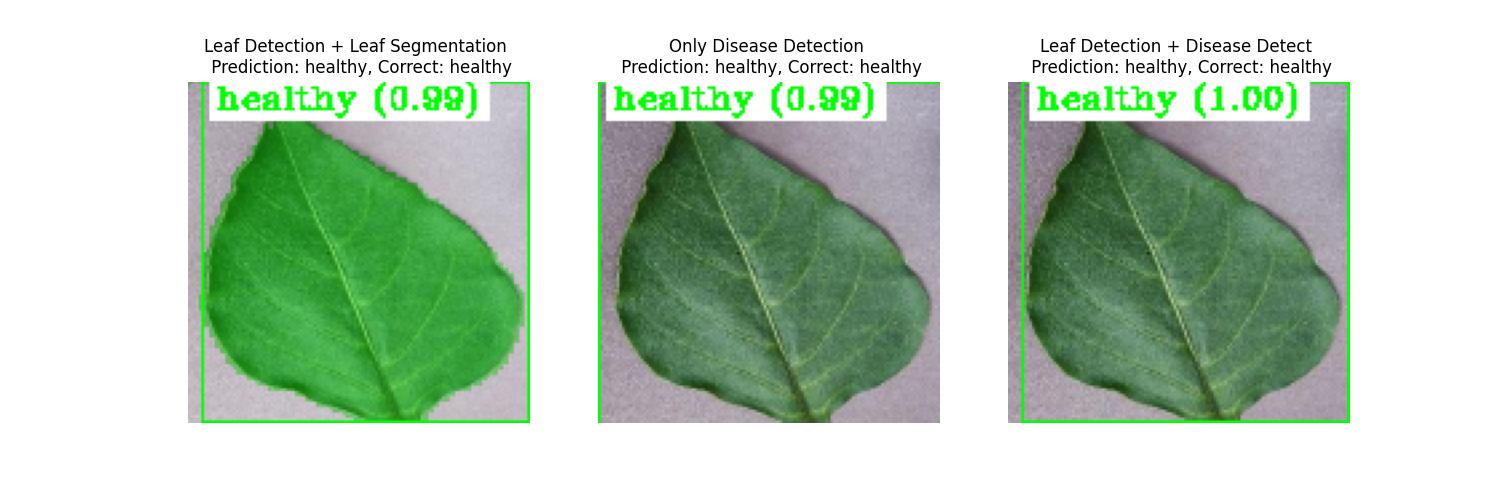 Leaf Detection + Leaf Segmentation
Prediction: healthy, Correct: healthy
healthy (0.99)
Only Disease Detection
Prediction: healthy, Correct: healthy
healthy (0.99)
Leaf Detection + Disease Detect
Prediction: healthy, Correct: healthy
healthy (1.00)